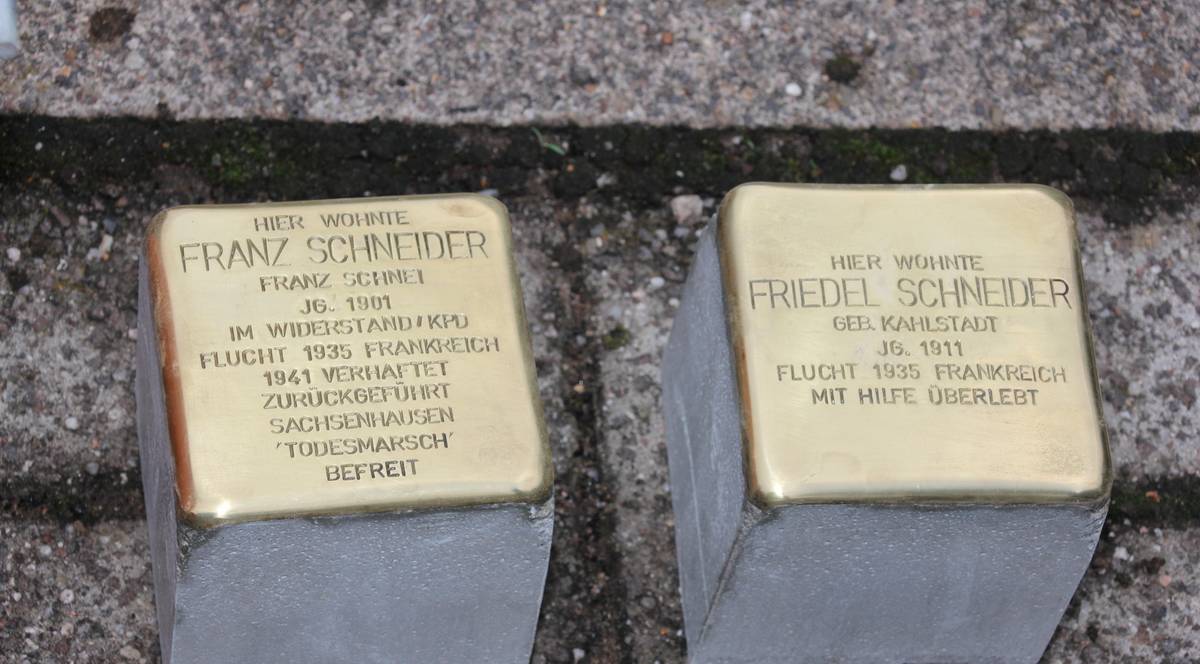 HIER WOHNTE
FRANZ SCHNEIDER
FRANZ SCHNEI
JG. 1901
IM WIDERSTAND/KPD
FLUCHT 1935 FRANKREICH
1941 VERHAFTET
ZURÜCKGEFÜHRT
SACHSENHAUSEN
'TODESMARSCH'
BEFREIT
HIER WOHNTE
FRIEDEL SCHNEIDER
GEB. KAHLSTADT
JG. 1911
FLUCHT 1935 FRANKREICH
MIT HILFE ÜBERLEBT